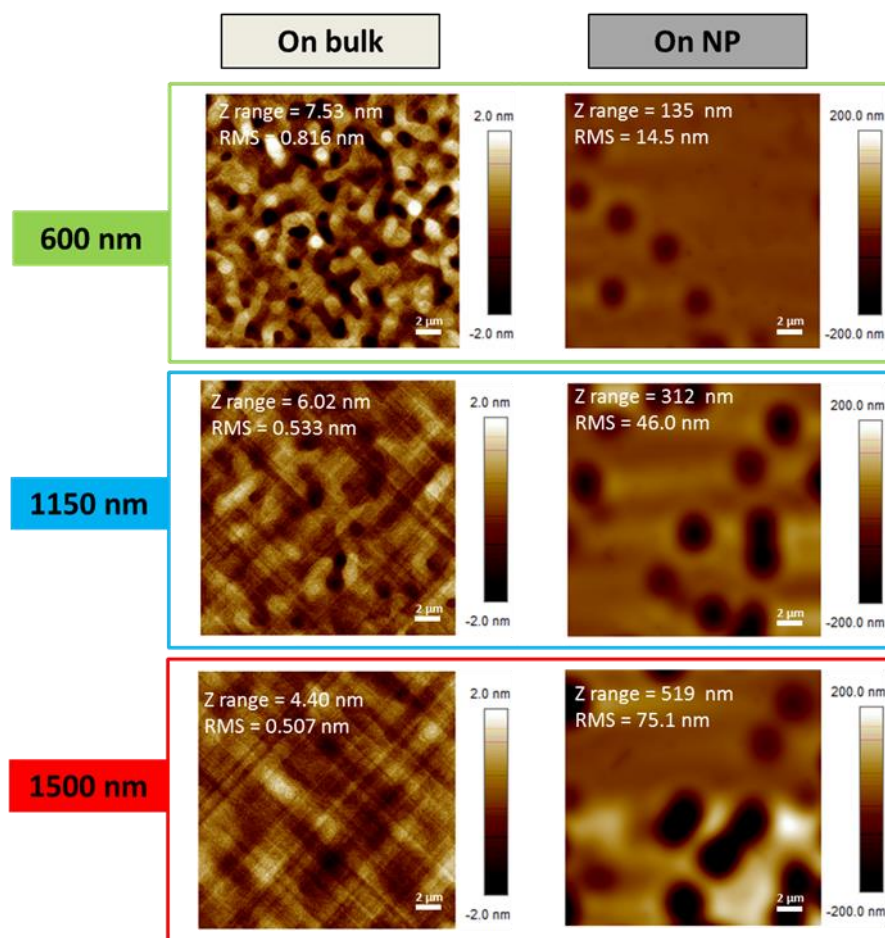 On bulk
On NP
600 nm
Z range = 7.53 nm
RMS = 0.816 nm
2.0 nm
-2.0 nm
2 µm
Z range = 135 nm
RMS = 14.5 nm
200.0 nm
-200.0 nm
2 µm
1150 nm
Z range = 6.02 nm
RMS = 0.533 nm
2.0 nm
-2.0 nm
2 µm
Z range = 312 nm
RMS = 46.0 nm
200.0 nm
-200.0 nm
2 µm
1500 nm
Z range = 4.40 nm
RMS = 0.507 nm
2.0 nm
-2.0 nm
2 µm
Z range = 519 nm
RMS = 75.1 nm
200.0 nm
-200.0 nm
2 µm